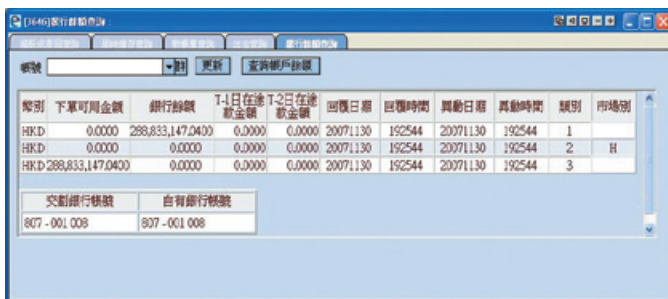 [3646]銀行餘額查詢:
銀行餘額查詢
帳號 群 更新 查詢帳戶餘額
幣別 下單可用金額 銀行餘額 T-1日在途款金額 T-2日在途款金額 回覆日期 回覆時間 異動日期 異動時間 類別 市場別
HKD 0.0000 288,833,147.0400 0.0000 0.0000 20071130 192544 20071130 192544 1
HKD 0.0000 0.0000 0.0000 0.0000 20071130 192544 20071130 192544 2 H
HKD 288,833,147.0400 0.0000 0.0000 0.0000 20071130 192544 20071130 192544 3
交割銀行帳號 自有銀行帳號
807-001 008 807-001 008